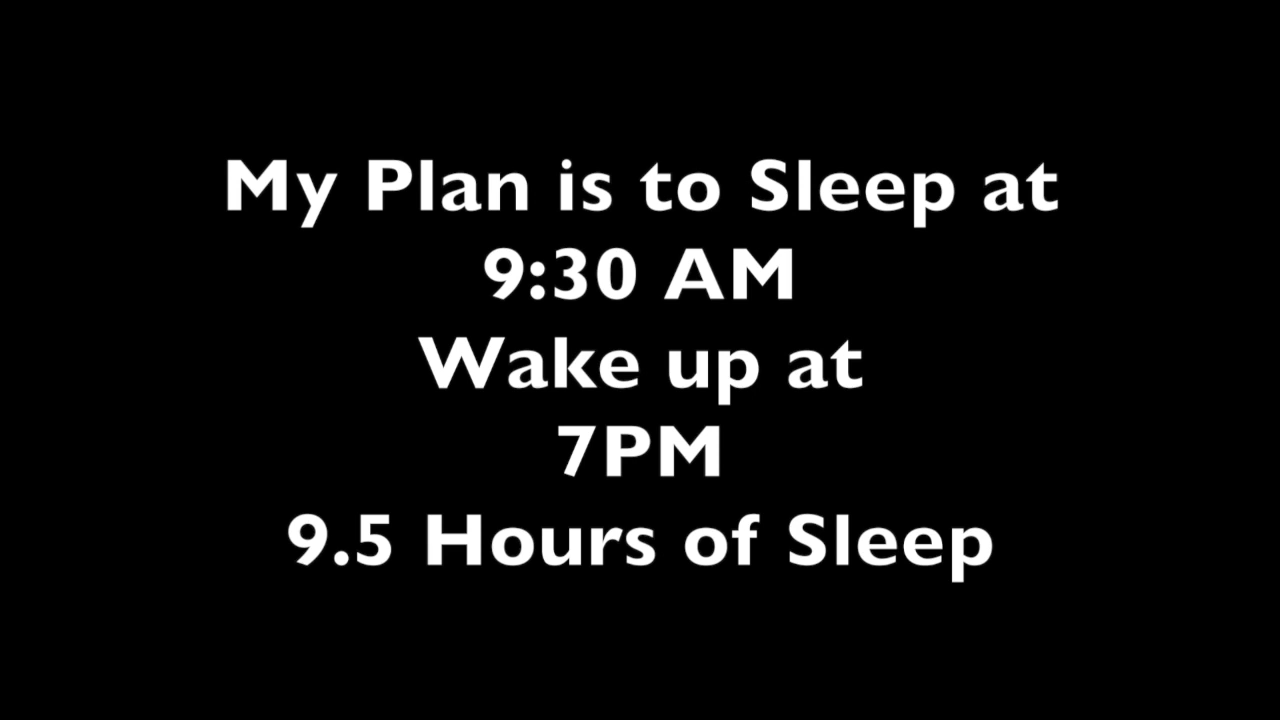 My Plan is to Sleep at
9:30 AM
Wake up at
7PM
9.5 Hours of Sleep